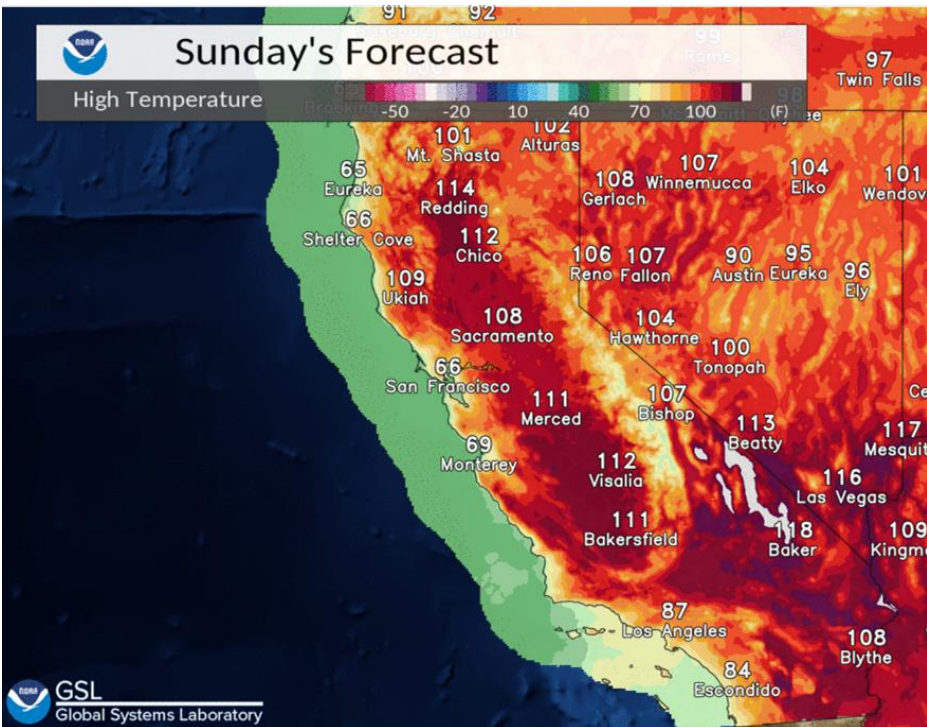 91
92
Sunday's Forecast
NOAA
99
Rome
97
Twin Falls
High Temperature
-50 -20 10 40 70 100 (F)
101
Mt. Shasta
102
Alturas
65
Eureka
114
Redding
108
Gerlach
107
Winnemucca
104
Elko
101
Wendov
66
Shelter Cove
112
Chico
106
Reno
107
Fallon
90
Austin
95
Eureka
96
Ely
109
Ukiah
108
Sacramento
104
Hawthorne
100
Tonopah
66
San Francisco
111
Merced
107
Bishop
Ce
113
Beatty
117
Mesquit
69
Monterey
112
Visalia
116
Las Vegas
111
Bakersfield
118
Baker
109
Kingm
87
Los Angeles
108
Blythe
84
Escondido
NOAA
GSL
Global Systems Laboratory